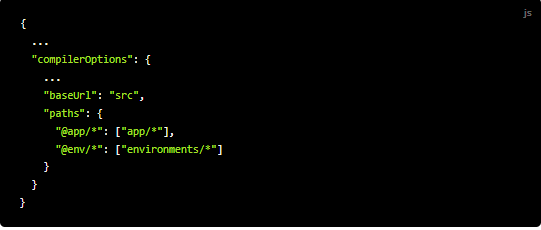 js
{
  ...
  "compilerOptions": {
    ...
    "baseUrl": "src",
    "paths": {
      "@app/*": ["app/*"],
      "@env/*": ["environments/*"]
    }
  }
}